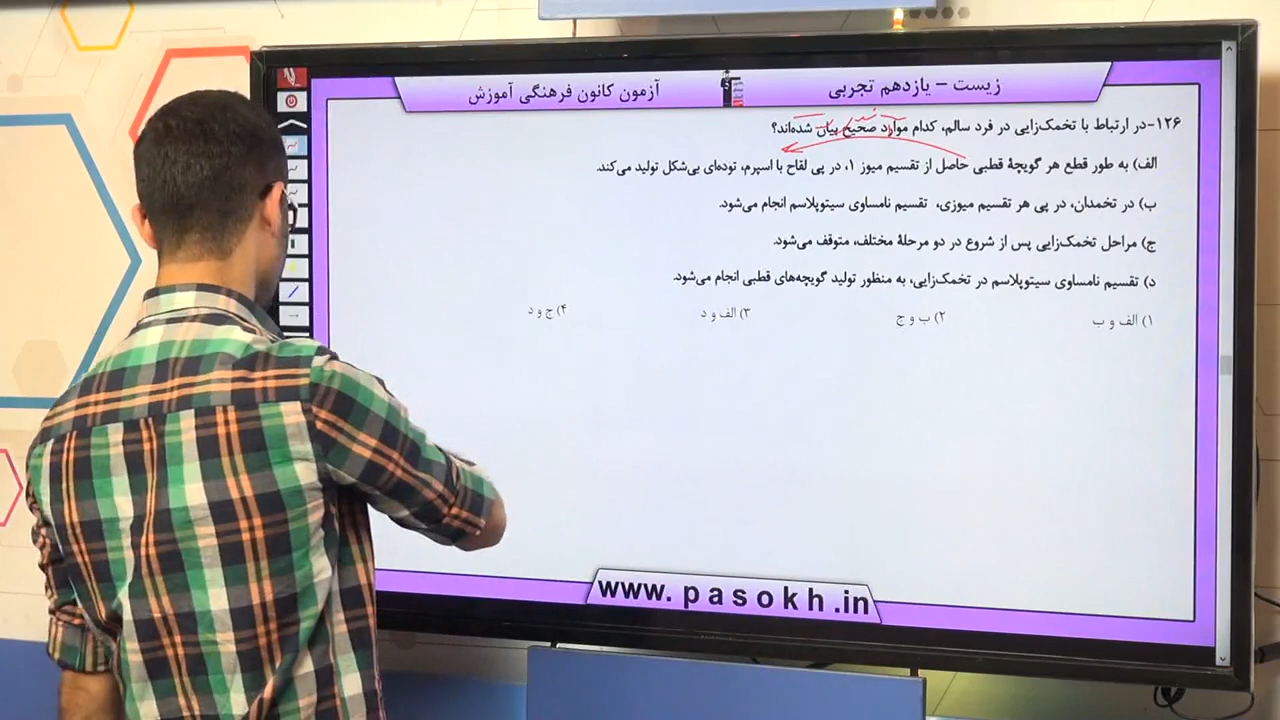 زیست - یازدهم تجربی
آزمون کانون فرهنگی آموزش
۱۲۶-در ارتباط با تخمک‌زایی در فرد سالم، کدام موارد صحیح بیان شده‌اند؟
الف) به طور قطع هر گویچهٔ قطبی حاصل از تقسیم میوز ۱، در پی لقاح با اسپرم، توده‌ای بی‌شکل تولید می‌کند.
ب) در تخمدان، در پی هر تقسیم میوزی، تقسیم نامساوی سیتوپلاسم انجام می‌شود.
ج) مراحل تخمک‌زایی پس از شروع در دو مرحلهٔ مختلف، متوقف می‌شود.
د) تقسیم نامساوی سیتوپلاسم در تخمک‌زایی، به منظور تولید گویچه‌های قطبی انجام می‌شود.
۱) الف و ب ۲) ب و ج ۳) الف و د ۴) ج و د
www.pasokh.in